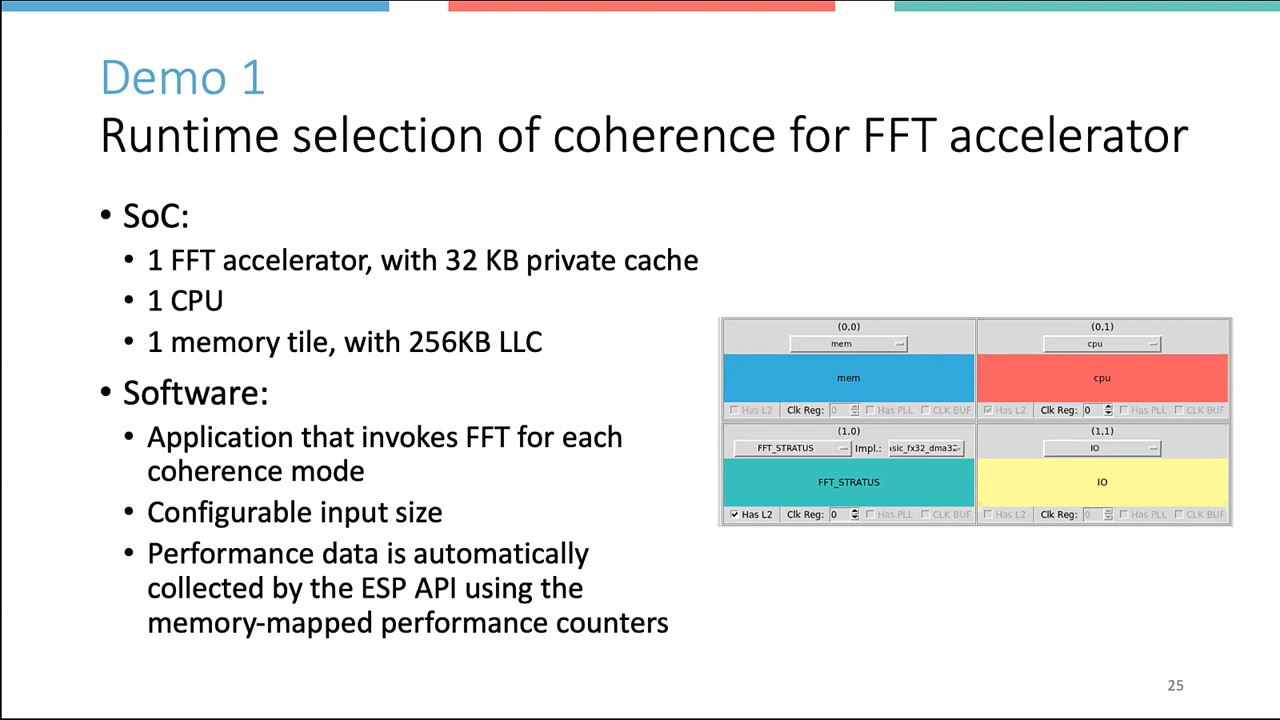 Demo 1
Runtime selection of coherence for FFT accelerator
• SoC:
• 1 FFT accelerator, with 32 KB private cache
• 1 CPU
• 1 memory tile, with 256KB LLC
• Software:
• Application that invokes FFT for each
coherence mode
• Configurable input size
• Performance data is automatically
collected by the ESP API using the
memory-mapped performance counters
(0,0)
mem
mem
Has L2 Clk Reg: 0 Has PLL CLK BUF
(0,1)
cpu
cpu
Has L2 Clk Reg: 0 Has PLL CLK BUF
(1,0)
FFT_STRATUS Impl.: asic_fx32_dma32
FFT_STRATUS
Has L2 Clk Reg: 0 Has PLL CLK BUF
(1,1)
IO
IO
Has L2 Clk Reg: 0 Has PLL CLK BUF
25